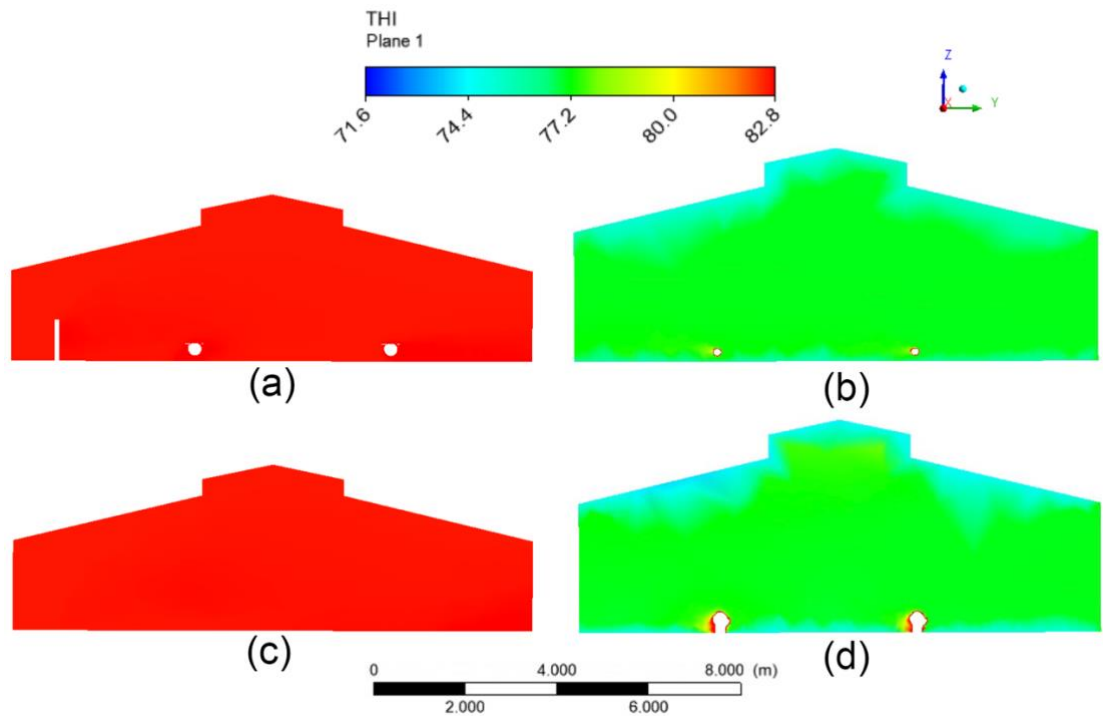 THI
Plane 1
71.6 74.4 77.2 80.0 82.8
Z
X Y
(a) (b)
(c) (d)
0 4.000 8.000 (m)
2.000 6.000